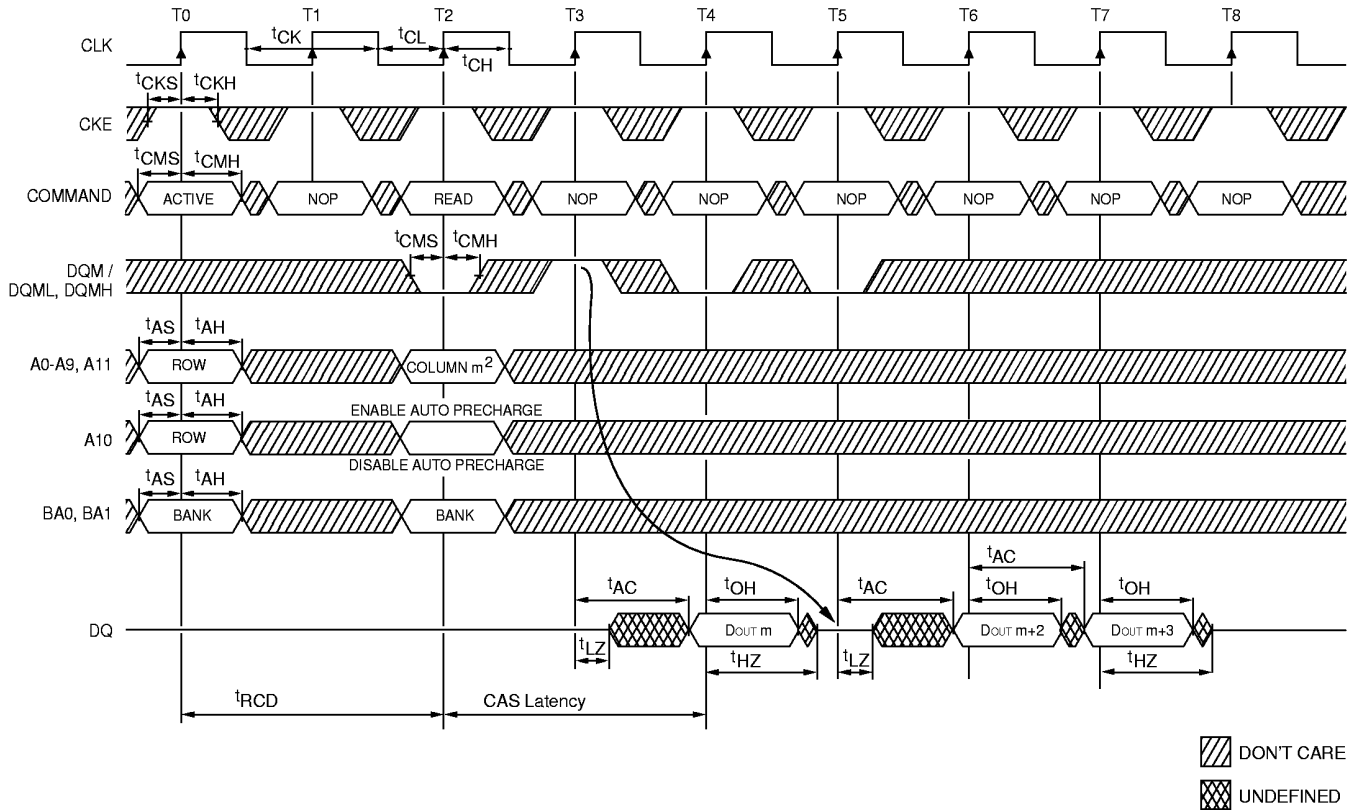 T0 T1 T2 T3 T4 T5 T6 T7 T8
CLK
tCK tCL
tCH
tCKS tCKH
CKE
tCMS tCMH
COMMAND
ACTIVE NOP READ NOP NOP NOP NOP NOP NOP
tCMS tCMH
DQM /
DQML, DQMH
tAS tAH
A0-A9, A11
ROW COLUMN m2
tAS tAH
ENABLE AUTO PRECHARGE
A10
ROW
DISABLE AUTO PRECHARGE
tAS tAH
BA0, BA1
BANK BANK
tAC
tAC tOH tAC tOH tOH
DQ
DOUT m DOUT m+2 DOUT m+3
tLZ tHZ tLZ tHZ
tRCD CAS Latency
DON'T CARE
UNDEFINED